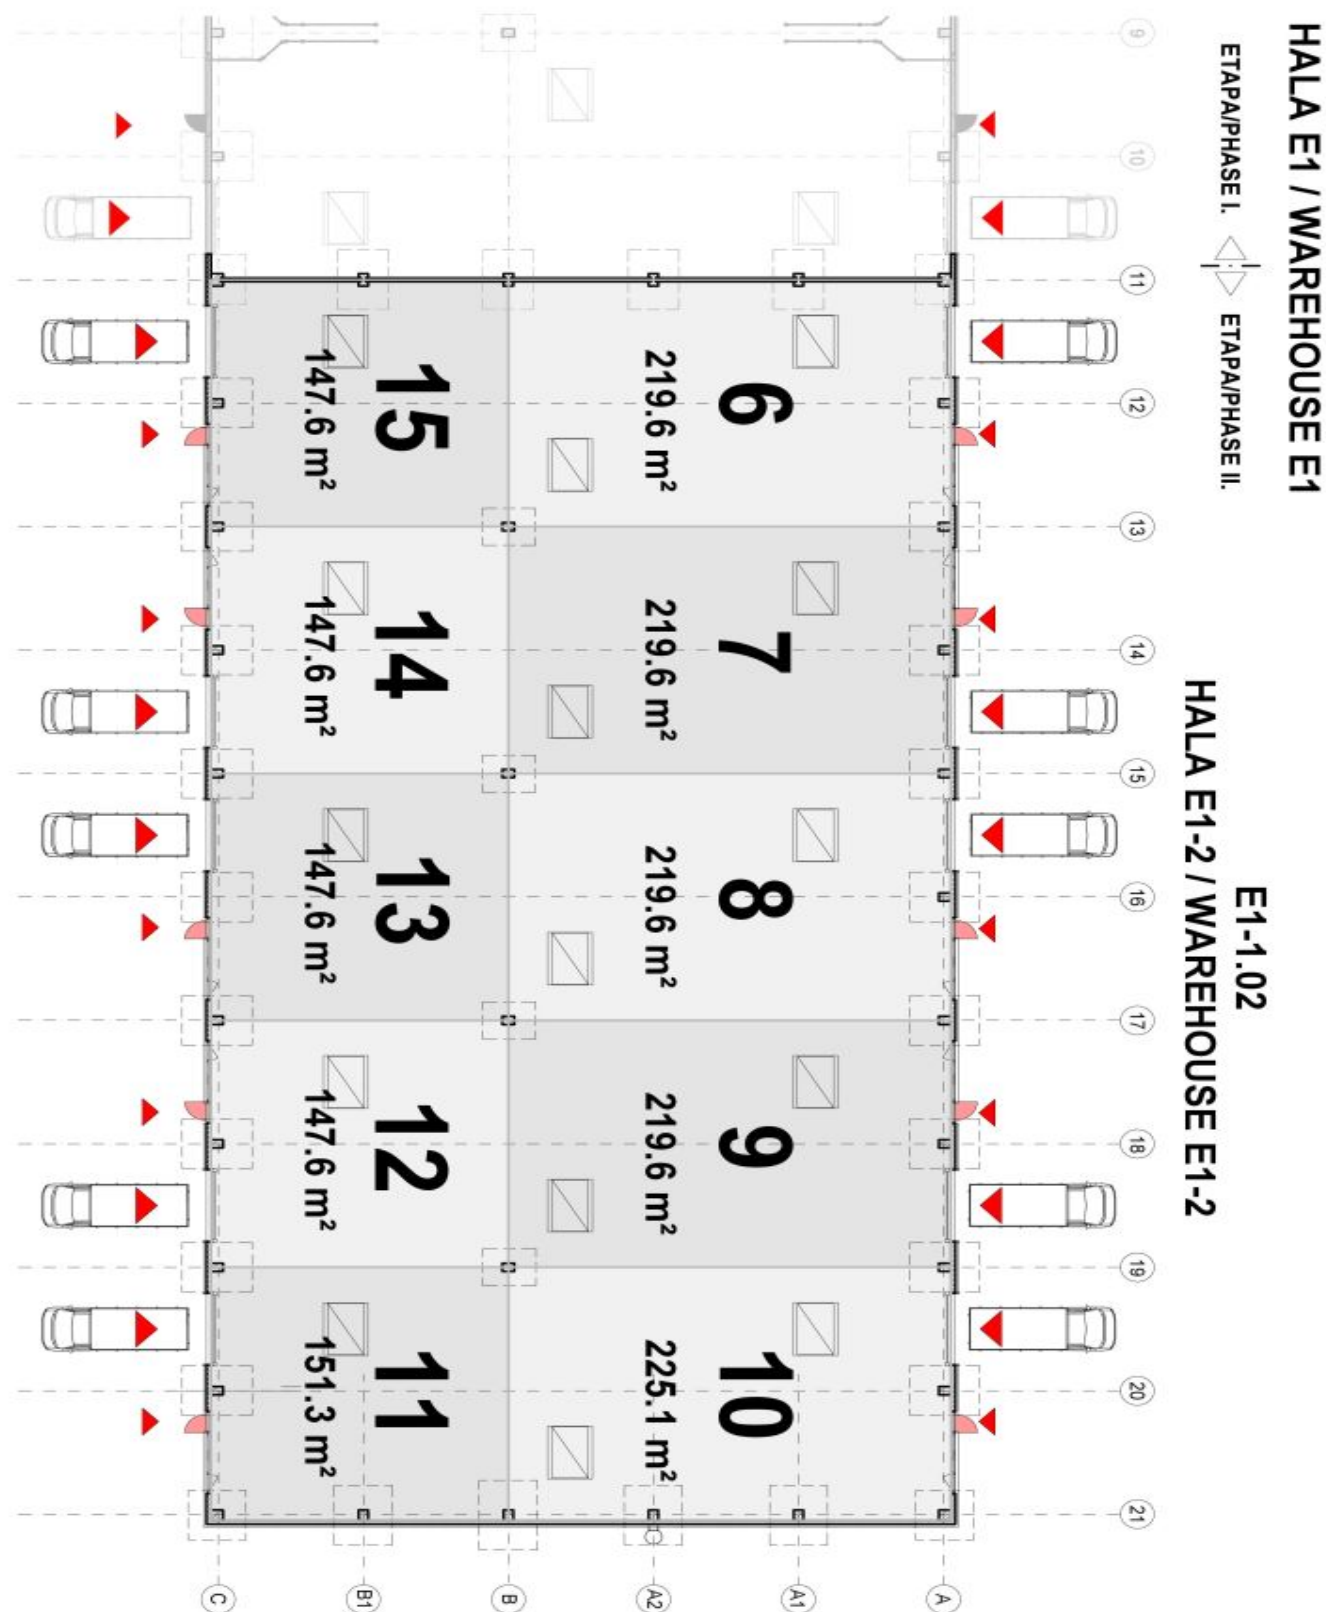 HALA E1 / WAREHOUSE E1
ETAPA/PHASE I.
ETAPA/PHASE II.
E1-1.02
HALA E1-2 / WAREHOUSE E1-2
9
10
11
12
13
14
15
16
17
18
19
20
21
6
219.6 m²
7
219.6 m²
8
219.6 m²
9
219.6 m²
10
225.1 m²
15
147.6 m²
14
147.6 m²
13
147.6 m²
12
147.6 m²
11
151.3 m²
A
A1
A2
B
B1
C